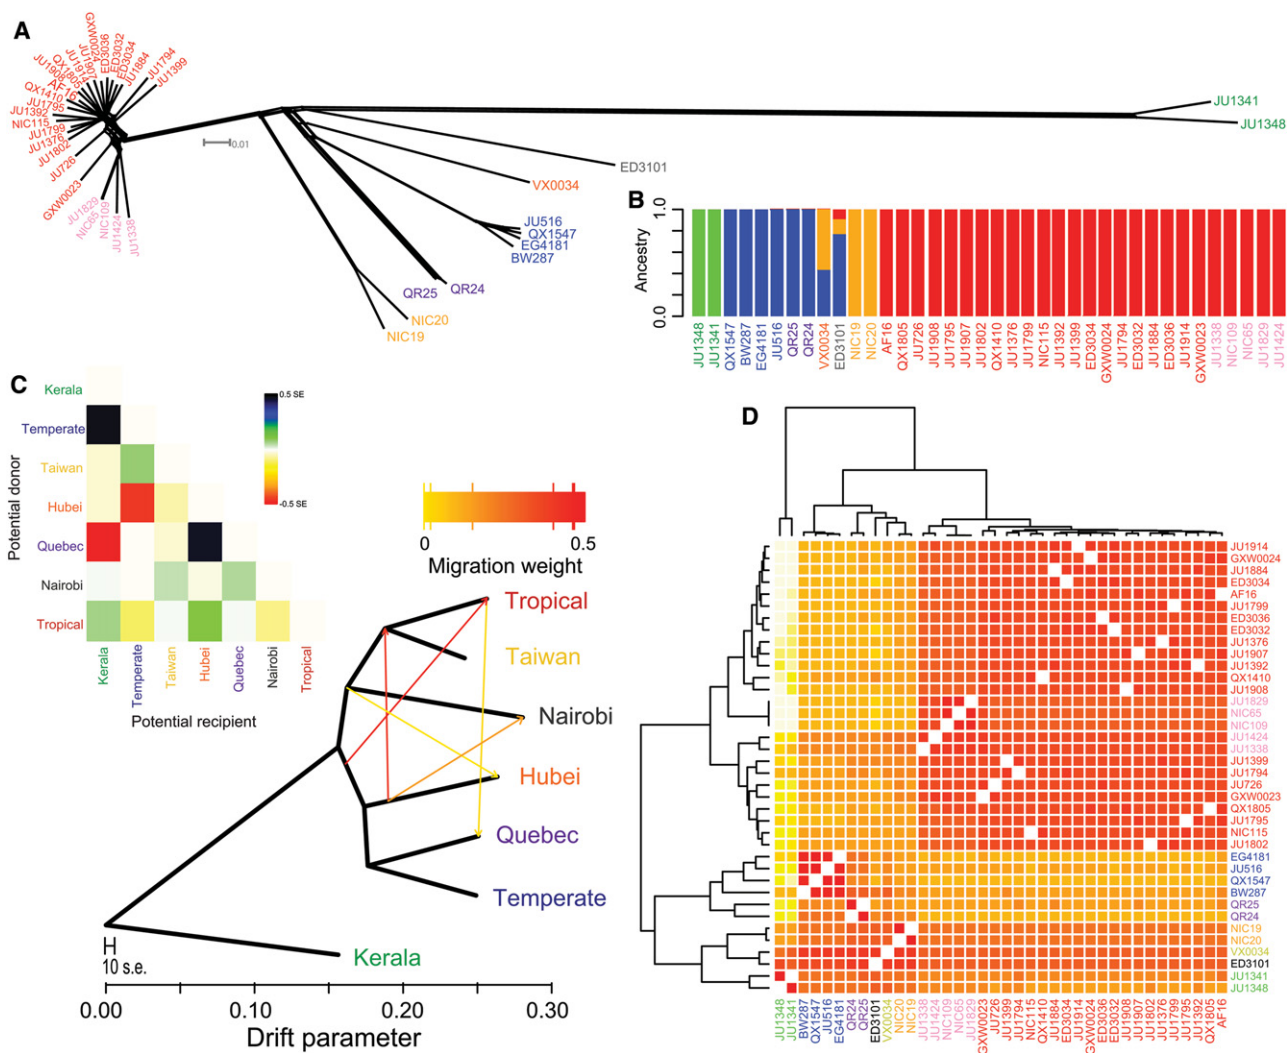 A
GXW0024
ED3036
ED3032
ED3034
JU1884
JU1794
JU1399
JU1907
JU1914
QX1805
JU1908
AF16
QX1410
JU1795
JU1392
NIC115
JU1799
JU1376
JU1802
JU726
GXW0023
JU1829
NIC65
NIC109
JU1424
JU1338
0.01
JU1341
JU1348
ED3101
VX0034
JU516
QX1547
EG4181
BW287
QR25
QR24
NIC20
NIC19
B
Ancestry
1.0
0.0
JU1348
JU1341
QX1547
BW287
EG4181
JU516
QR25
QR24
VX0034
ED3101
NIC19
NIC20
AF16
QX1805
JU726
JU1908
JU1795
JU1907
JU1802
QX1410
JU1376
JU1799
NIC115
JU1392
JU1399
ED3034
GXW0024
JU1794
ED3032
JU1884
ED3036
JU1914
GXW0023
JU1338
NIC109
NIC65
JU1829
JU1424
C
Potential donor
Kerala
Temperate
Taiwan
Hubei
Quebec
Nairobi
Tropical
0.5 SE
-0.5 SE
Kerala
Temperate
Taiwan
Hubei
Quebec
Nairobi
Tropical
Potential recipient
0
0.5
Migration weight
Tropical
Taiwan
Nairobi
Hubei
Quebec
Temperate
Kerala
10 s.e.
0.00
0.10
0.20
0.30
Drift parameter
D
JU1914
GXW0024
JU1884
ED3034
AF16
JU1799
ED3036
ED3032
JU1376
JU1907
JU1392
QX1410
JU1908
JU1829
NIC65
NIC109
JU1424
JU1338
JU1399
JU1794
JU726
GXW0023
QX1805
JU1795
NIC115
JU1802
EG4181
JU516
QX1547
BW287
QR25
QR24
NIC19
NIC20
VX0034
ED3101
JU1341
JU1348
JU1348
JU1341
BW287
QX1547
JU516
EG4181
QR24
QR25
ED3101
VX0034
NIC20
NIC19
JU1338
JU1424
NIC109
NIC65
JU1829
GXW0023
JU726
JU1399
JU1794
NIC115
QX1410
JU1884
ED3034
JU1914
GXW0024
ED3036
ED3032
JU1908
JU1907
JU1802
JU1376
JU1799
JU1795
JU1392
QX1805
AF16